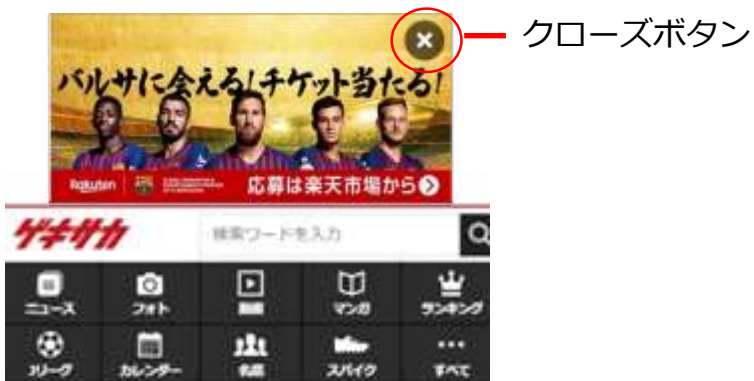 クローズボタン
バルサに会える!チケット当たる!
Rakuten
応募は楽天市場から
ゲキサカ
検索ワードを入力
ニュース フォト 動画 マンガ ランキング
Jリーグ カレンダー 名鑑 スパイク すべて